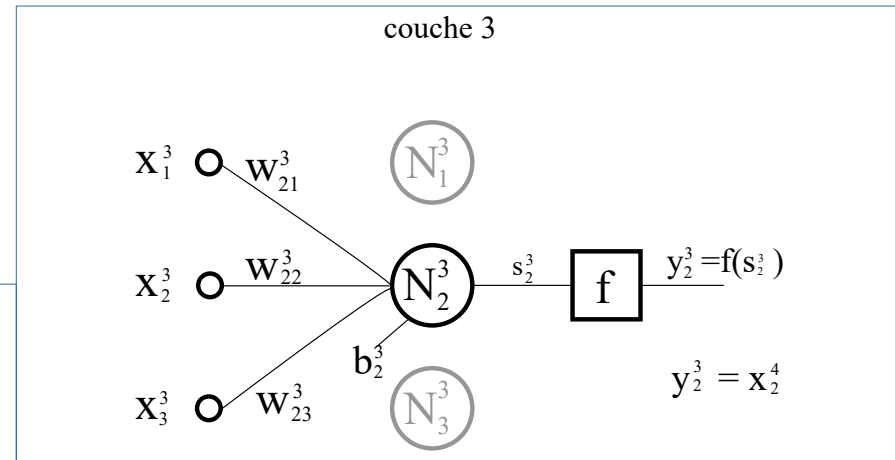 couche 3
x₁³ w₂₁³ N₁³
x₂³ w₂₂³ N₂³ s₂³ f y₂³ =f(s₂³)
b₂³
x₃³ w₂₃³ N₃³
y₂³ = x₂⁴